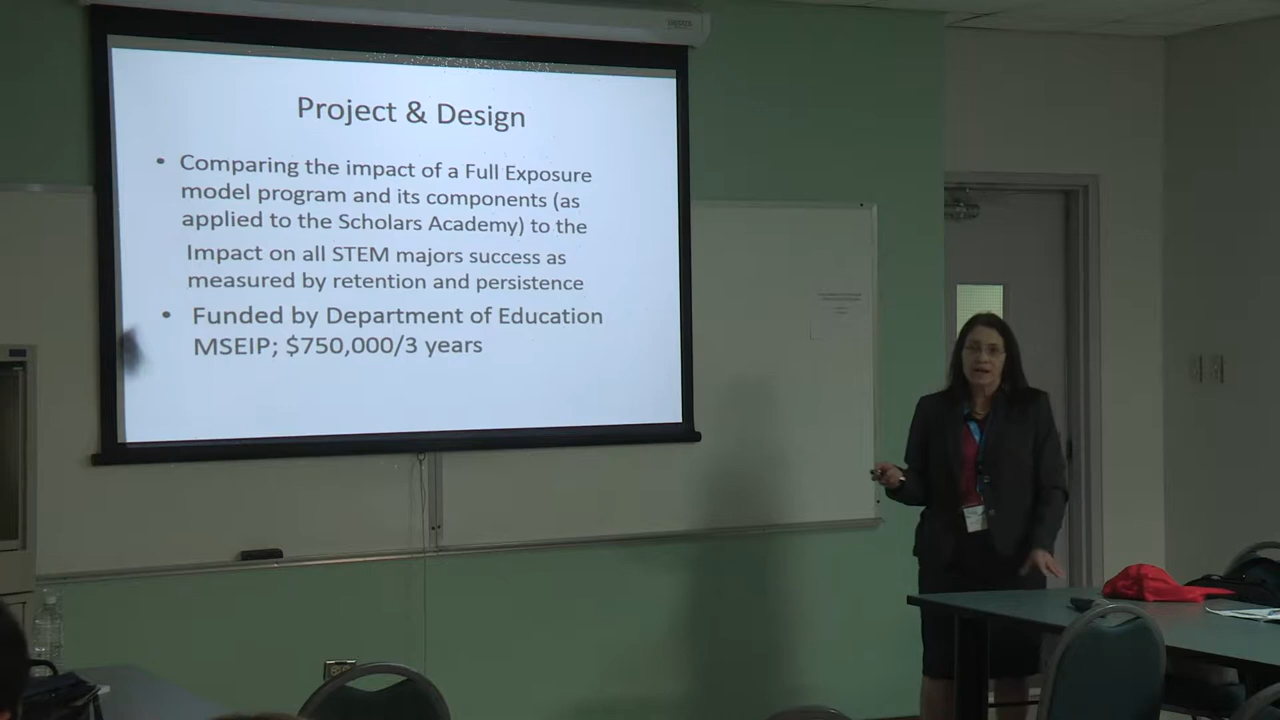 Project & Design
• Comparing the impact of a Full Exposure
model program and its components (as
applied to the Scholars Academy) to the
Impact on all STEM majors success as
measured by retention and persistence
• Funded by Department of Education
MSEIP; $750,000/3 years